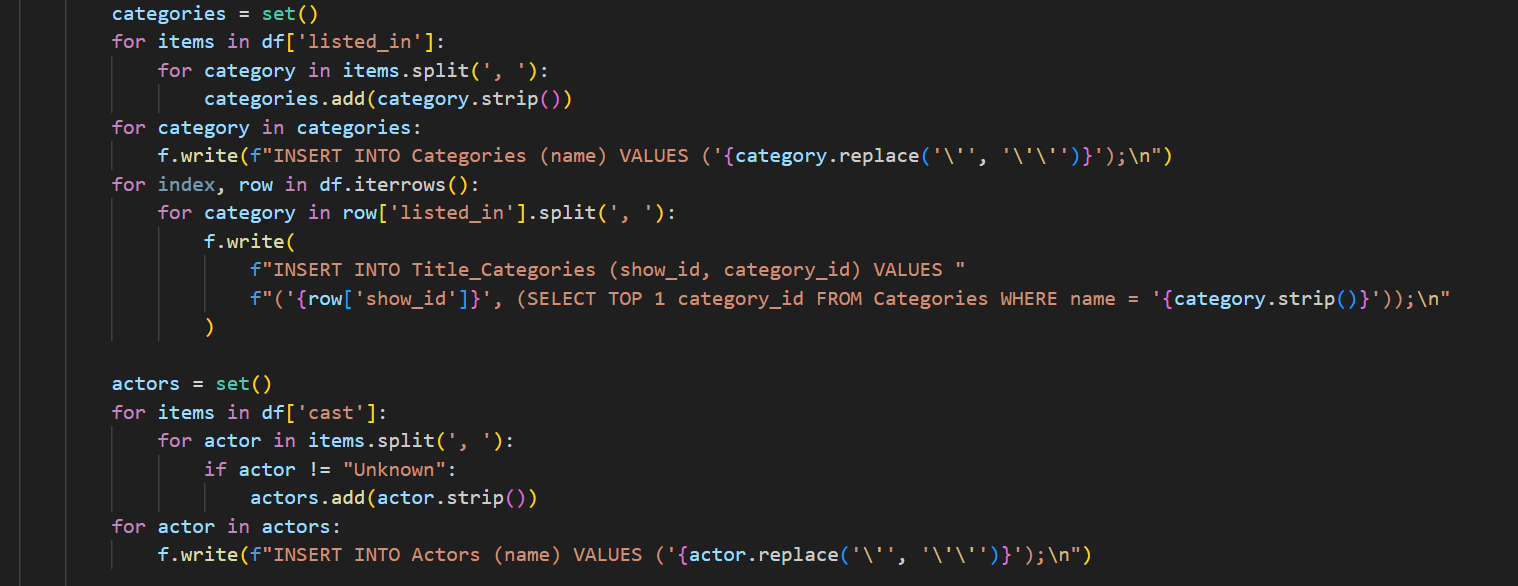 categories = set()
for items in df['listed_in']:
    for category in items.split(', '):
        categories.add(category.strip())
for category in categories:
    f.write(f"INSERT INTO Categories (name) VALUES ('{category.replace('\'', '\'\'')}');\n")
for index, row in df.iterrows():
    for category in row['listed_in'].split(', '):
        f.write(
            f"INSERT INTO Title_Categories (show_id, category_id) VALUES "
            f"('{row['show_id']}', (SELECT TOP 1 category_id FROM Categories WHERE name = '{category.strip()}'));\n"
        )

actors = set()
for items in df['cast']:
    for actor in items.split(', '):
        if actor != "Unknown":
            actors.add(actor.strip())
for actor in actors:
    f.write(f"INSERT INTO Actors (name) VALUES ('{actor.replace('\'', '\'\'')}');\n")